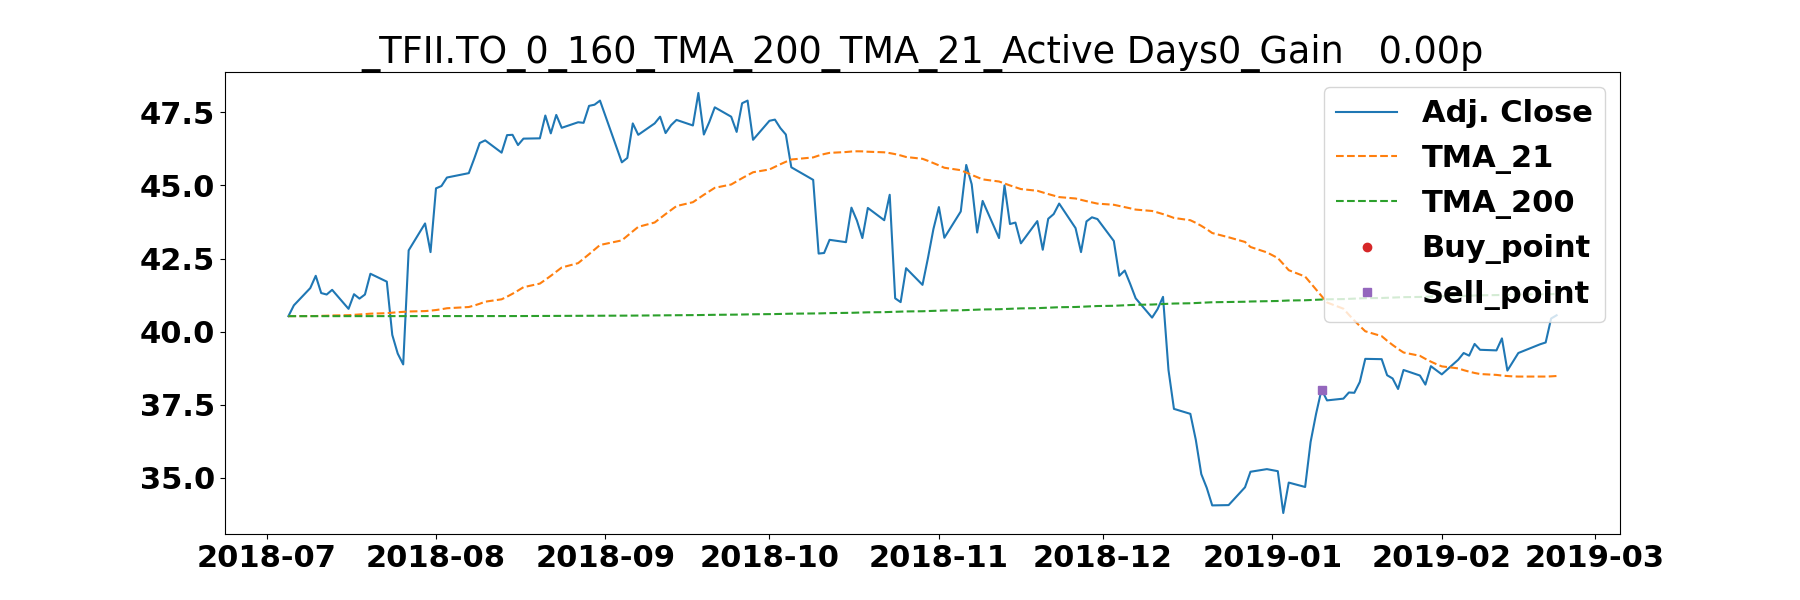 _TFII.TO_0_160_TMA_200_TMA_21_Active Days0_Gain   0.00p
47.5
45.0
42.5
40.0
37.5
35.0
Adj. Close
TMA_21
TMA_200
Buy_point
Sell_point
2018-07 2018-08 2018-09 2018-10 2018-11 2018-12 2019-01 2019-02 2019-03